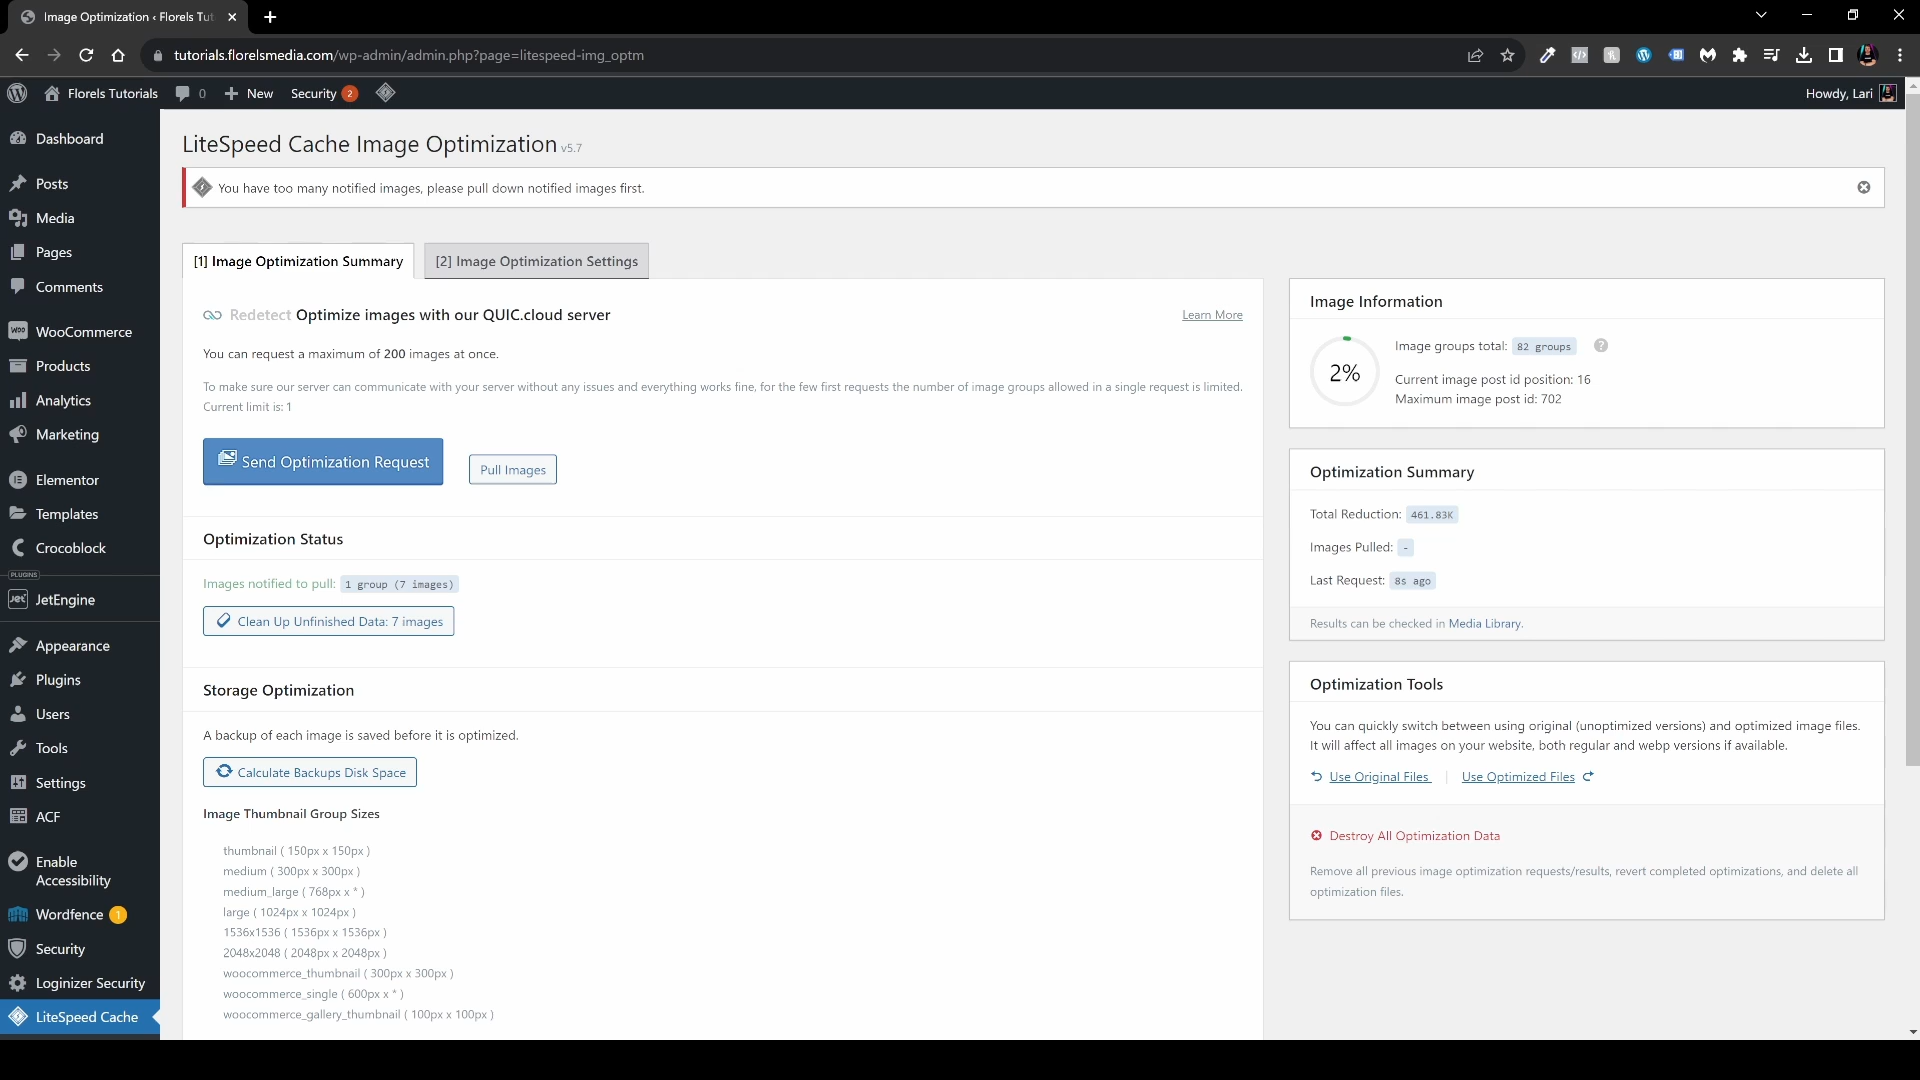 Image Optimization ‹ Florels Tut
tutorials.florelsmedia.com/wp-admin/admin.php?page=litespeed-img_optm
Florels Tutorials
0
New
Security 2
Howdy, Lari
Dashboard
Posts
Media
Pages
Comments
WooCommerce
Products
Analytics
Marketing
Elementor
Templates
Crocoblock
PLUGINS
JetEngine
Appearance
Plugins
Users
Tools
Settings
ACF
Enable
Accessibility
Wordfence 1
Security
Loginizer Security
LiteSpeed Cache
LiteSpeed Cache Image Optimization v5.7
You have too many notified images, please pull down notified images first.
[1] Image Optimization Summary
[2] Image Optimization Settings
Redetect Optimize images with our QUIC.cloud server
Learn More
You can request a maximum of 200 images at once.
To make sure our server can communicate with your server without any issues and everything works fine, for the few first requests the number of image groups allowed in a single request is limited.
Current limit is: 1
Send Optimization Request
Pull Images
Optimization Status
Images notified to pull: 1 group (7 images)
Clean Up Unfinished Data: 7 images
Storage Optimization
A backup of each image is saved before it is optimized.
Calculate Backups Disk Space
Image Thumbnail Group Sizes
thumbnail ( 150px x 150px )
medium ( 300px x 300px )
medium_large ( 768px x * )
large ( 1024px x 1024px )
1536x1536 ( 1536px x 1536px )
2048x2048 ( 2048px x 2048px )
woocommerce_thumbnail ( 300px x 300px )
woocommerce_single ( 600px x * )
woocommerce_gallery_thumbnail ( 100px x 100px )
Image Information
2%
Image groups total: 82 groups
Current image post id position: 16
Maximum image post id: 702
Optimization Summary
Total Reduction: 461.83K
Images Pulled: -
Last Request: 8s ago
Results can be checked in Media Library.
Optimization Tools
You can quickly switch between using original (unoptimized versions) and optimized image files.
It will affect all images on your website, both regular and webp versions if available.
Use Original Files | Use Optimized Files
Destroy All Optimization Data
Remove all previous image optimization requests/results, revert completed optimizations, and delete all
optimization files.